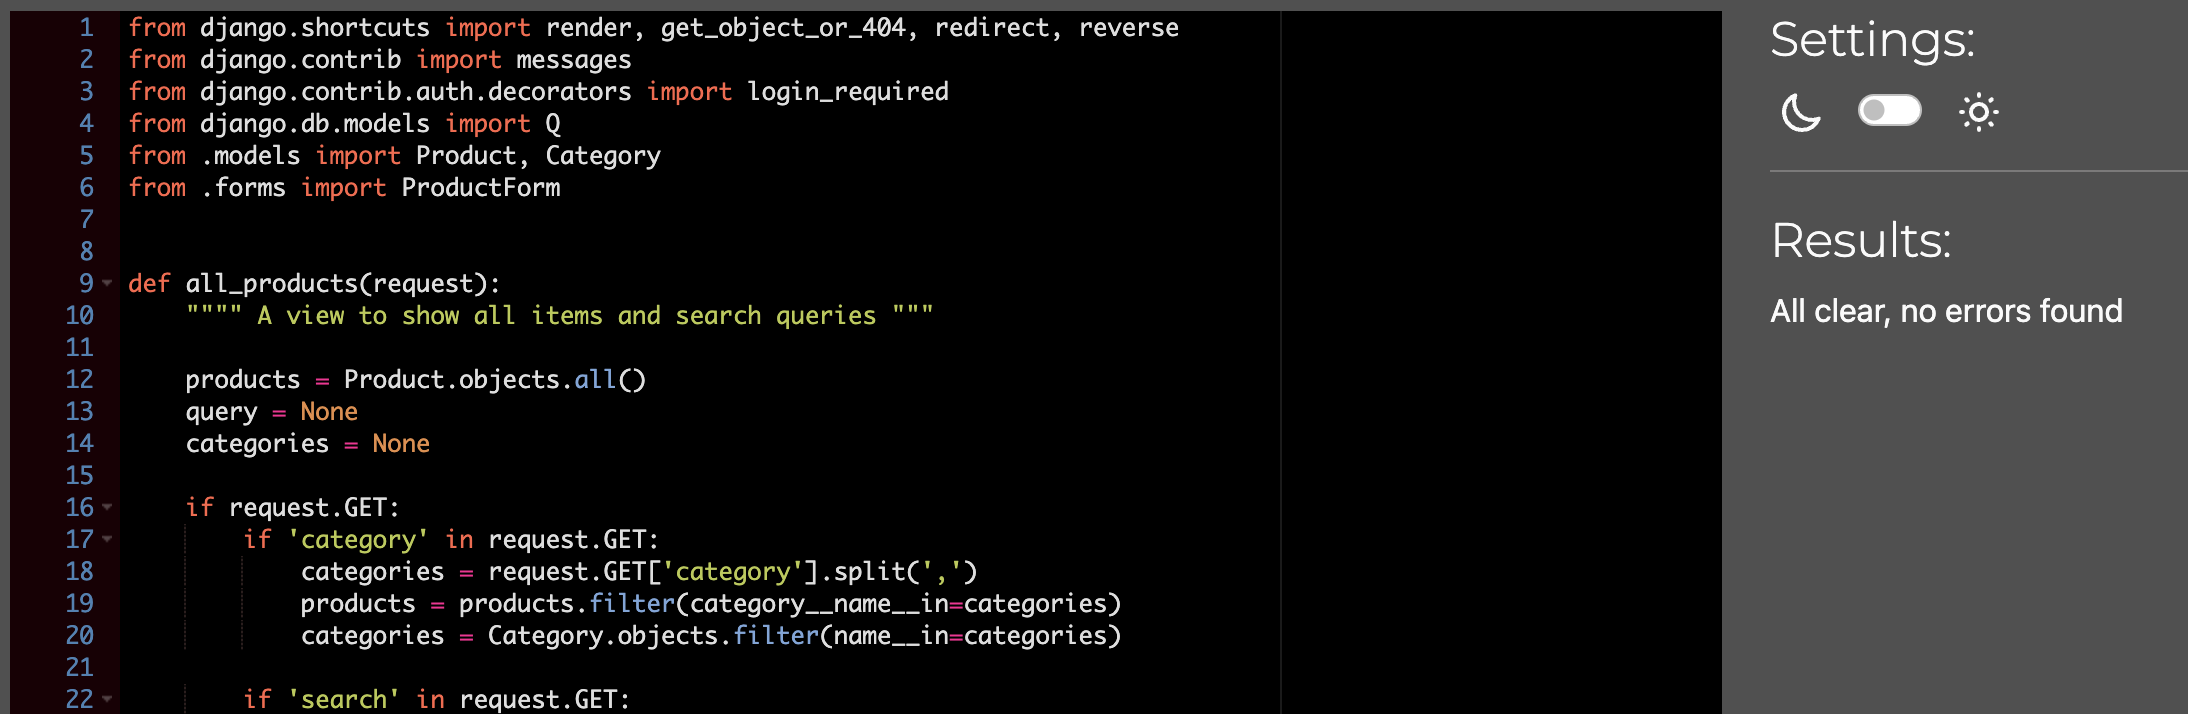 1 from django.shortcuts import render, get_object_or_404, redirect, reverse
2 from django.contrib import messages
3 from django.contrib.auth.decorators import login_required
4 from django.db.models import Q
5 from .models import Product, Category
6 from .forms import ProductForm
7
8
9 def all_products(request):
10     """" A view to show all items and search queries """
11
12     products = Product.objects.all()
13     query = None
14     categories = None
15
16     if request.GET:
17         if 'category' in request.GET:
18             categories = request.GET['category'].split(',')
19             products = products.filter(category__name__in=categories)
20             categories = Category.objects.filter(name__in=categories)
21
22         if 'search' in request.GET:
Settings:
Results:
All clear, no errors found